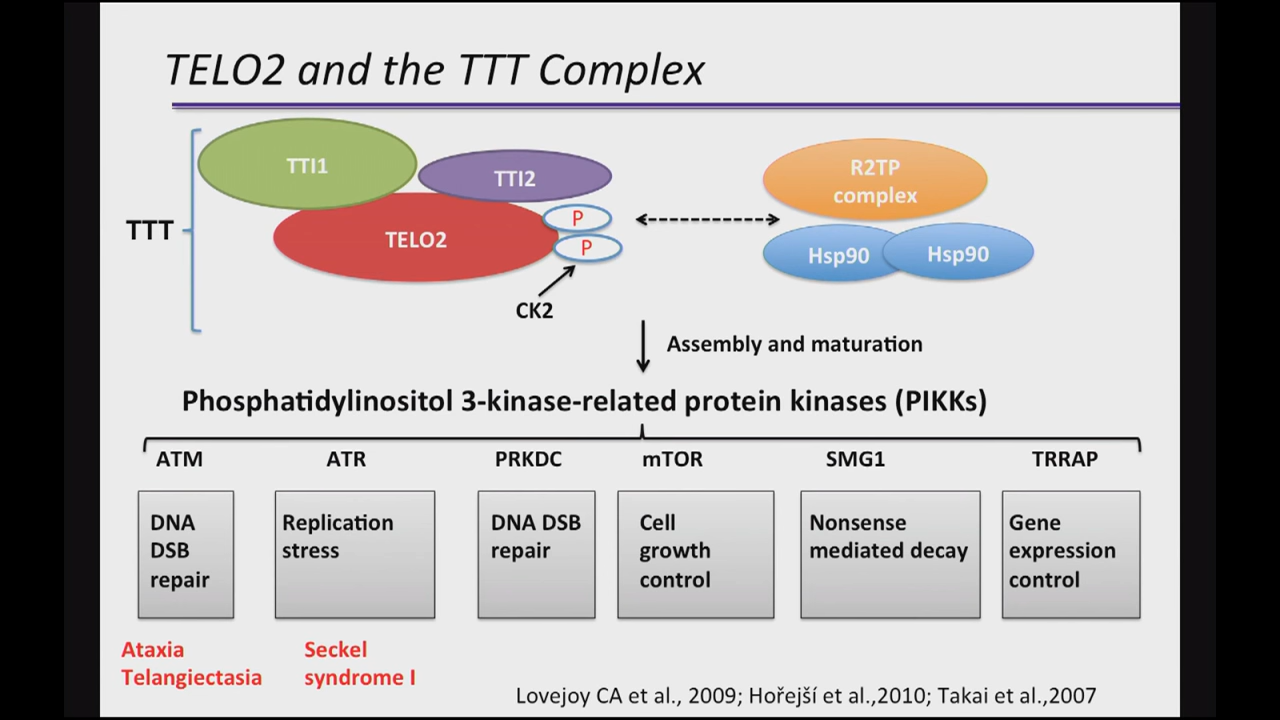 TELO2 and the TTT Complex
TTI1
TTI2
R2TP
complex
TTT
TELO2
P
P
Hsp90
Hsp90
CK2
Assembly and maturation
Phosphatidylinositol 3-kinase-related protein kinases (PIKKs)
ATM
ATR
PRKDC
mTOR
SMG1
TRRAP
DNA
DSB
repair
Replication
stress
DNA DSB
repair
Cell
growth
control
Nonsense
mediated decay
Gene
expression
control
Ataxia
Telangiectasia
Seckel
syndrome I
Lovejoy CA et al., 2009; Hořejší et al.,2010; Takai et al.,2007